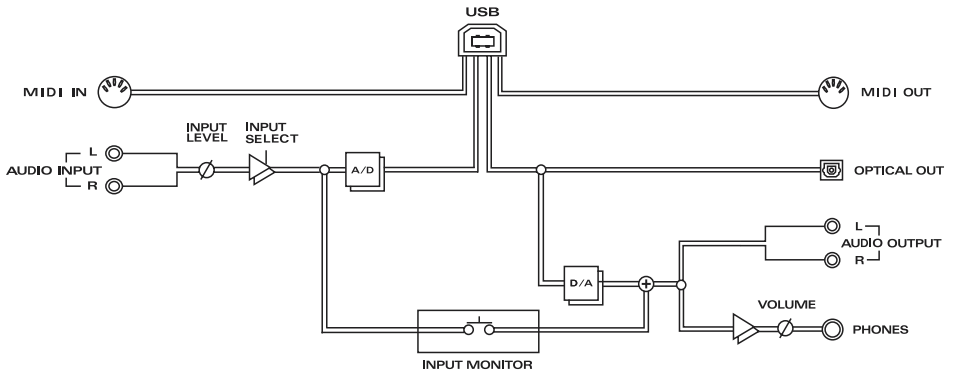 USB
MIDI IN
MIDI OUT
INPUT
LEVEL
INPUT
SELECT
L
AUDIO INPUT
R
A/D
OPTICAL OUT
L
AUDIO OUTPUT
R
D/A
VOLUME
PHONES
INPUT MONITOR